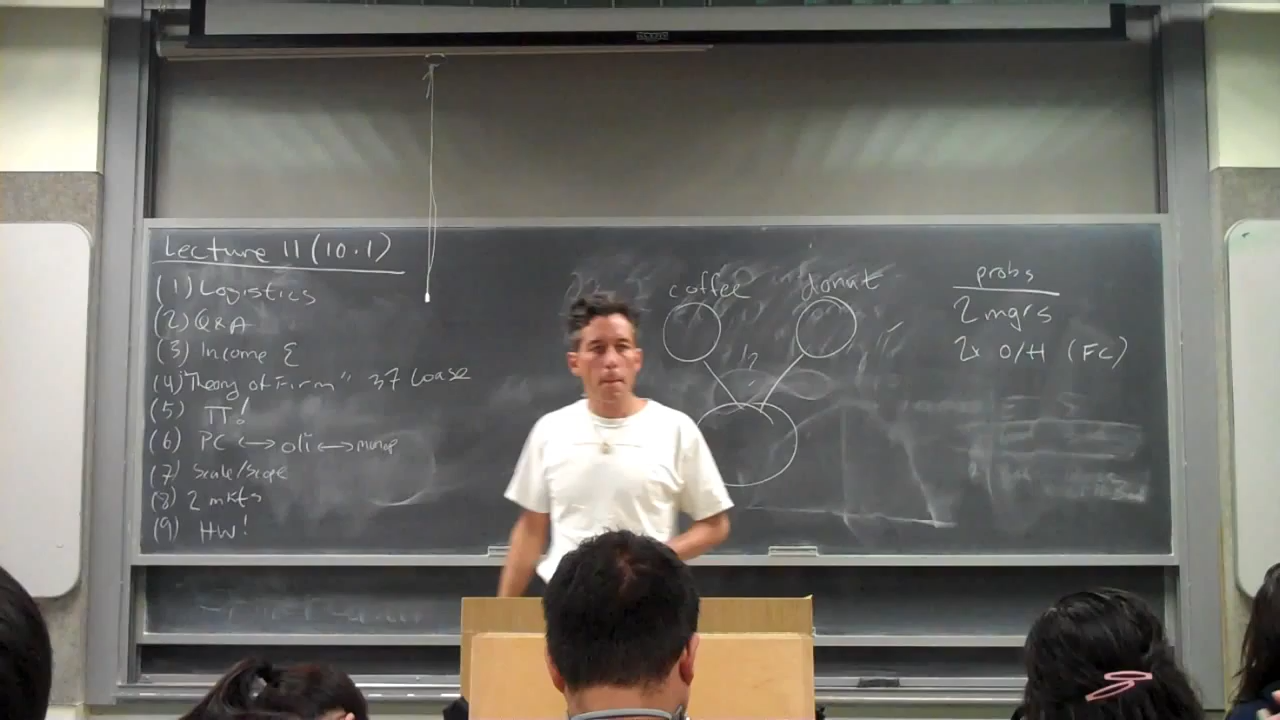 Lecture 11 (10.1)
(1) Logistics
(2) Q&A
(3) Income Σ
(4) "Theory of Firm" 37 Coase
(5) π!
(6) PC <-> oli <-> monop
(7) Scale/Scope
(8) 2 mkts
(9) HW!
coffee donut
probs
2 mgrs
2x O/H (FC)